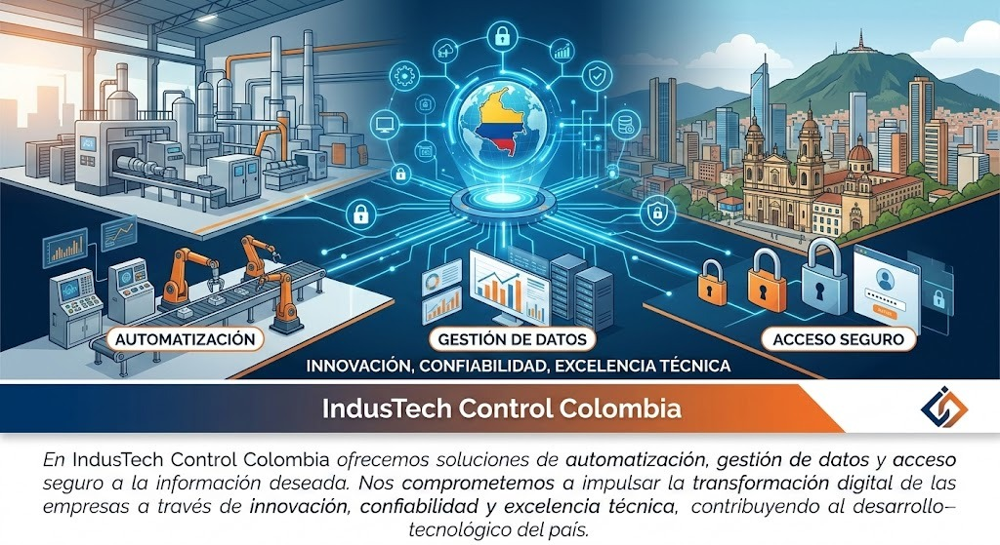 AUTOMATIZACIÓN
GESTIÓN DE DATOS
ACCESO SEGURO
INNOVACIÓN, CONFIABILIDAD, EXCELENCIA TÉCNICA
IndusTech Control Colombia
En IndusTech Control Colombia ofrecemos soluciones de automatización, gestión de datos y acceso
seguro a la información deseada. Nos comprometemos a impulsar la transformación digital de las
empresas a través de innovación, confiabilidad y excelencia técnica, contribuyendo al desarrollo-
tecnológico del país.